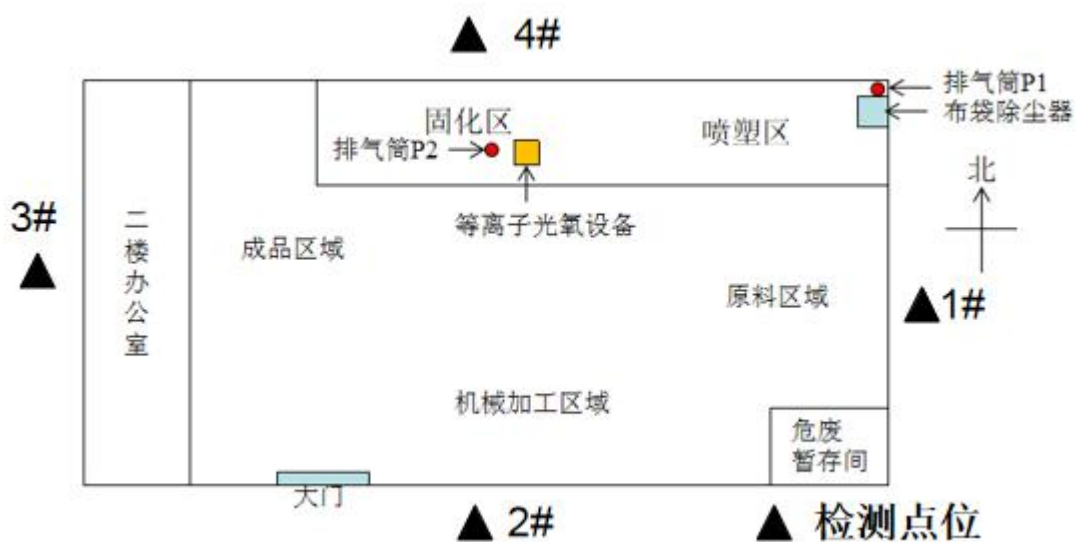 ▲ 4#
排气筒P1
布袋除尘器
固化区
喷塑区
排气筒P2
北
等离子光氧设备
3#
▲
二楼办公室
成品区域
原料区域
▲1#
机械加工区域
危废
暂存间
大门
▲2#
▲ 检测点位